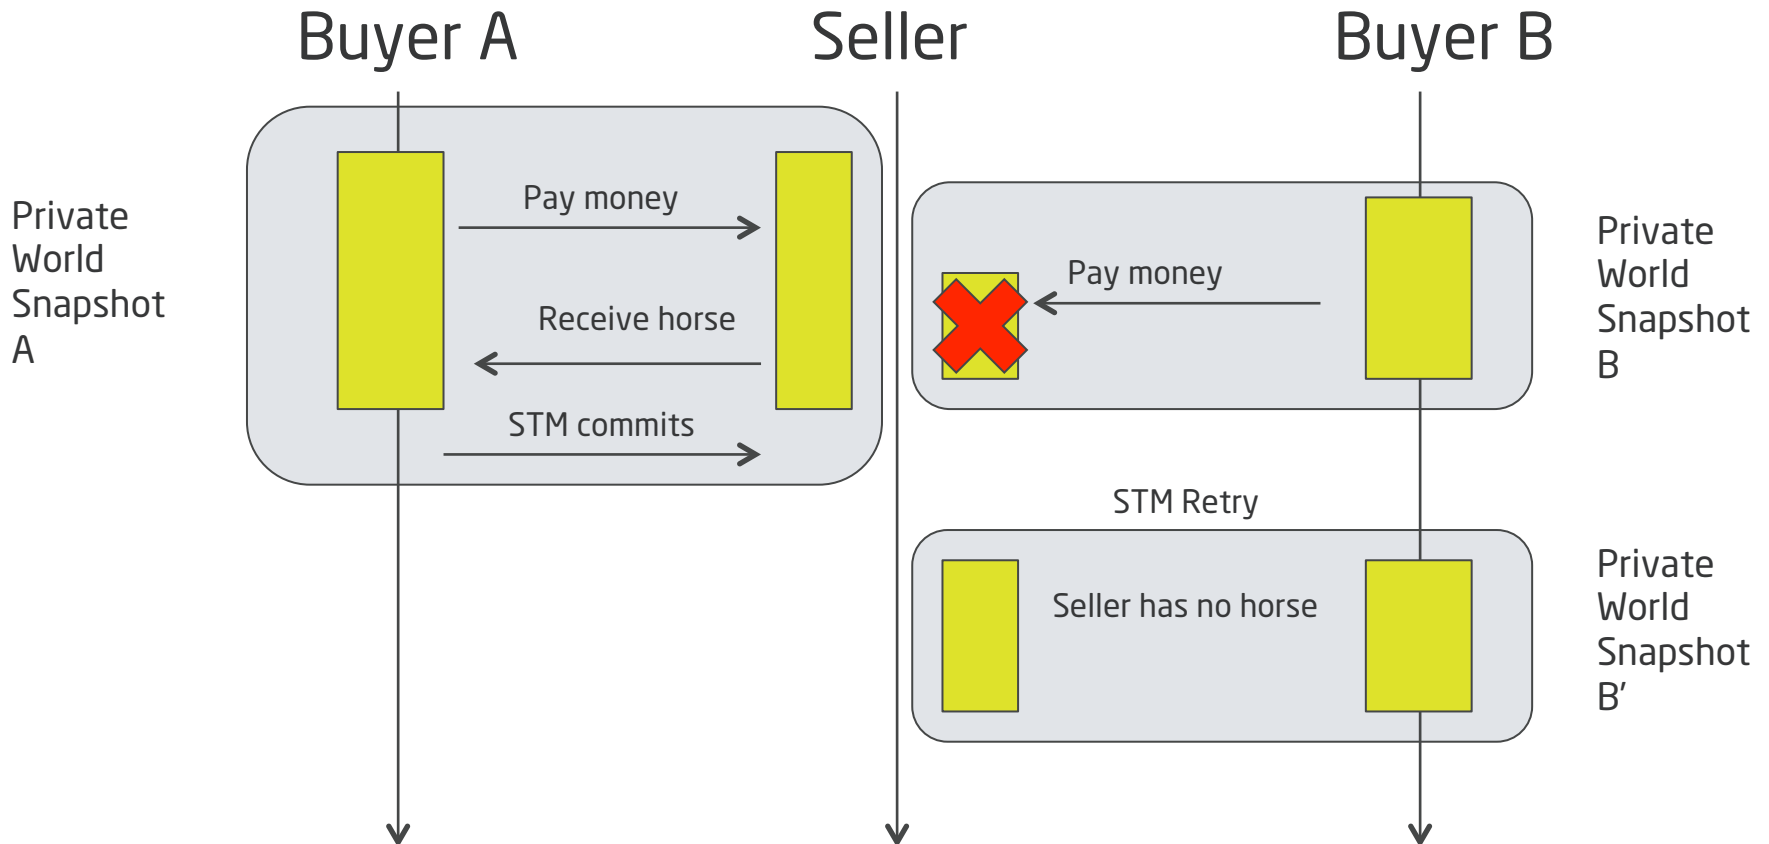 Buyer A
Seller
Buyer B
Private
World
Snapshot
A
Pay money
Receive horse
STM commits
Pay money
Private
World
Snapshot
B
STM Retry
Seller has no horse
Private
World
Snapshot
B’